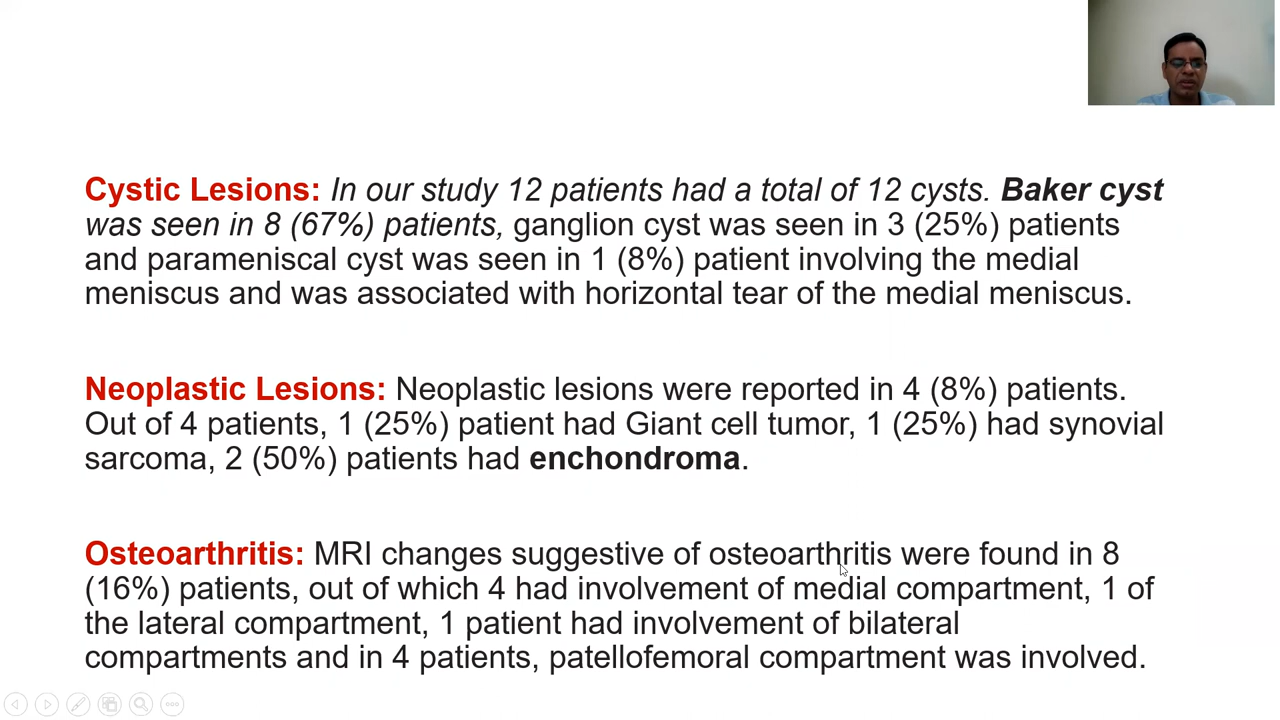 Cystic Lesions: In our study 12 patients had a total of 12 cysts. Baker cyst
was seen in 8 (67%) patients, ganglion cyst was seen in 3 (25%) patients
and parameniscal cyst was seen in 1 (8%) patient involving the medial
meniscus and was associated with horizontal tear of the medial meniscus.
Neoplastic Lesions: Neoplastic lesions were reported in 4 (8%) patients.
Out of 4 patients, 1 (25%) patient had Giant cell tumor, 1 (25%) had synovial
sarcoma, 2 (50%) patients had enchondroma.
Osteoarthritis: MRI changes suggestive of osteoarthritis were found in 8
(16%) patients, out of which 4 had involvement of medial compartment, 1 of
the lateral compartment, 1 patient had involvement of bilateral
compartments and in 4 patients, patellofemoral compartment was involved.